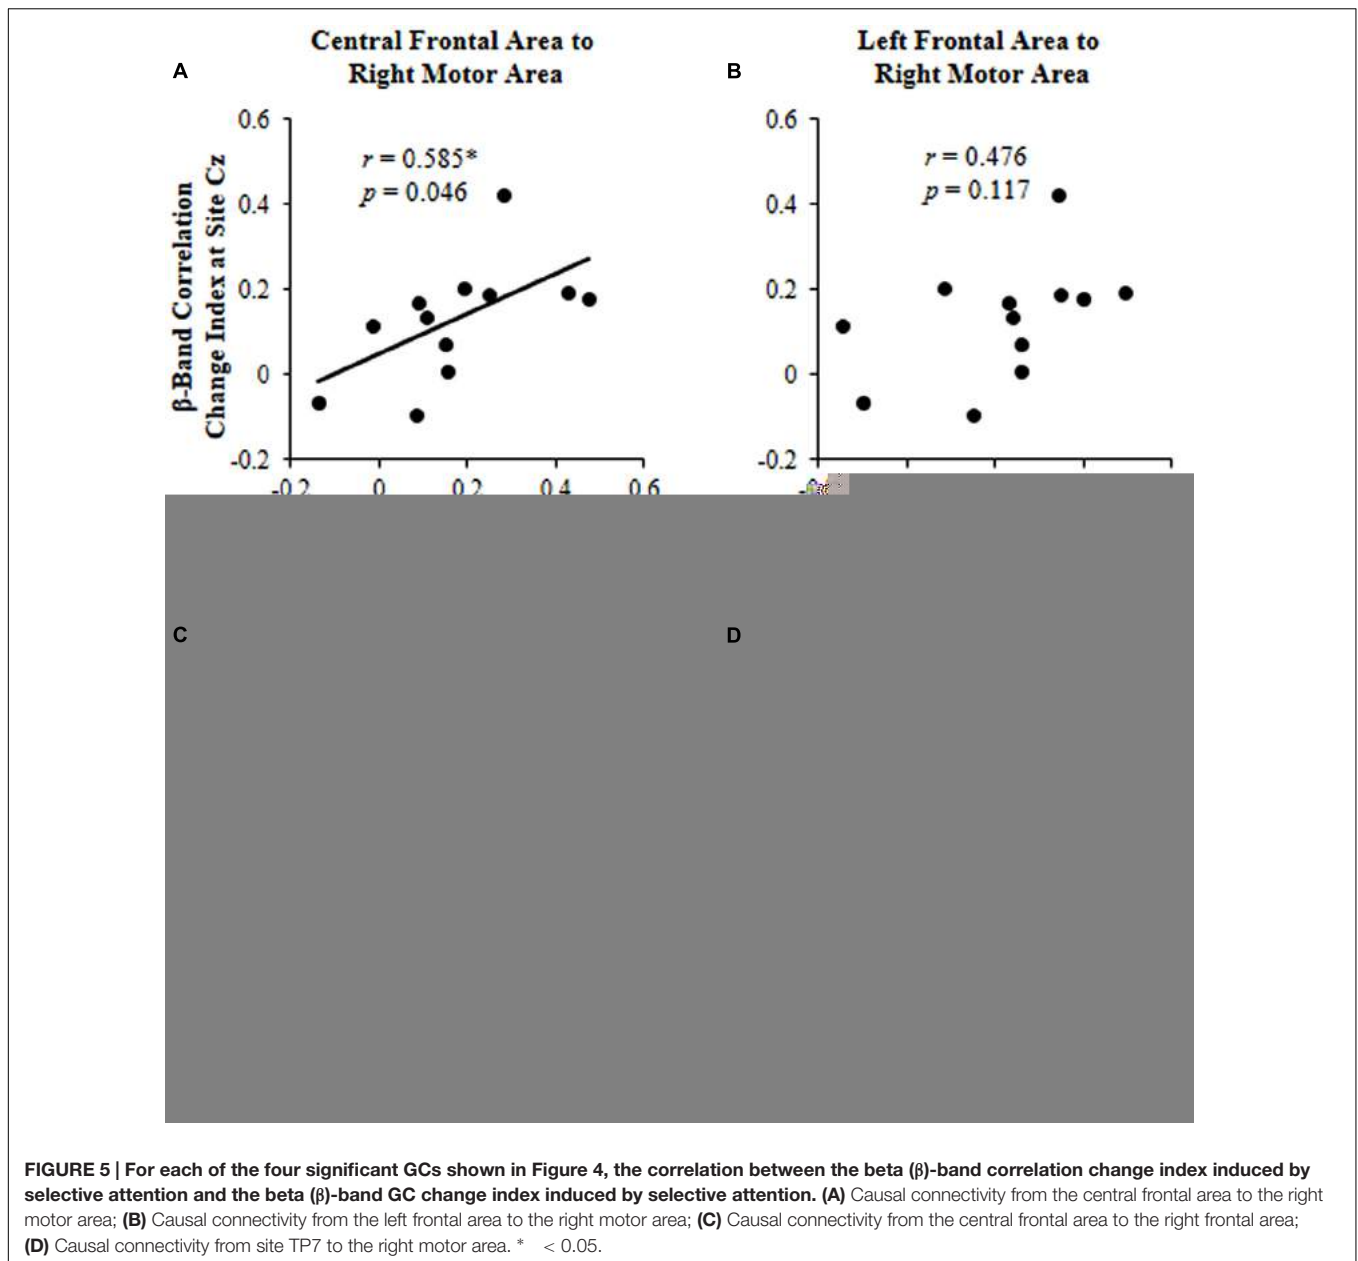 Central Frontal Area to
Right Motor Area
A
β-Band Correlation
Change Index at Site Cz
0.6
0.4
0.2
0
-0.2
r = 0.585*
p = 0.046
-0.2 0 0.2 0.4 0.6
Left Frontal Area to
Right Motor Area
B
0.6
0.4
0.2
0
-0.2
r = 0.476
p = 0.117
C
D
FIGURE 5 | For each of the four significant GCs shown in Figure 4, the correlation between the beta (β)-band correlation change index induced by
selective attention and the beta (β)-band GC change index induced by selective attention. (A) Causal connectivity from the central frontal area to the right
motor area; (B) Causal connectivity from the left frontal area to the right motor area; (C) Causal connectivity from the central frontal area to the right frontal area;
(D) Causal connectivity from site TP7 to the right motor area. * < 0.05.